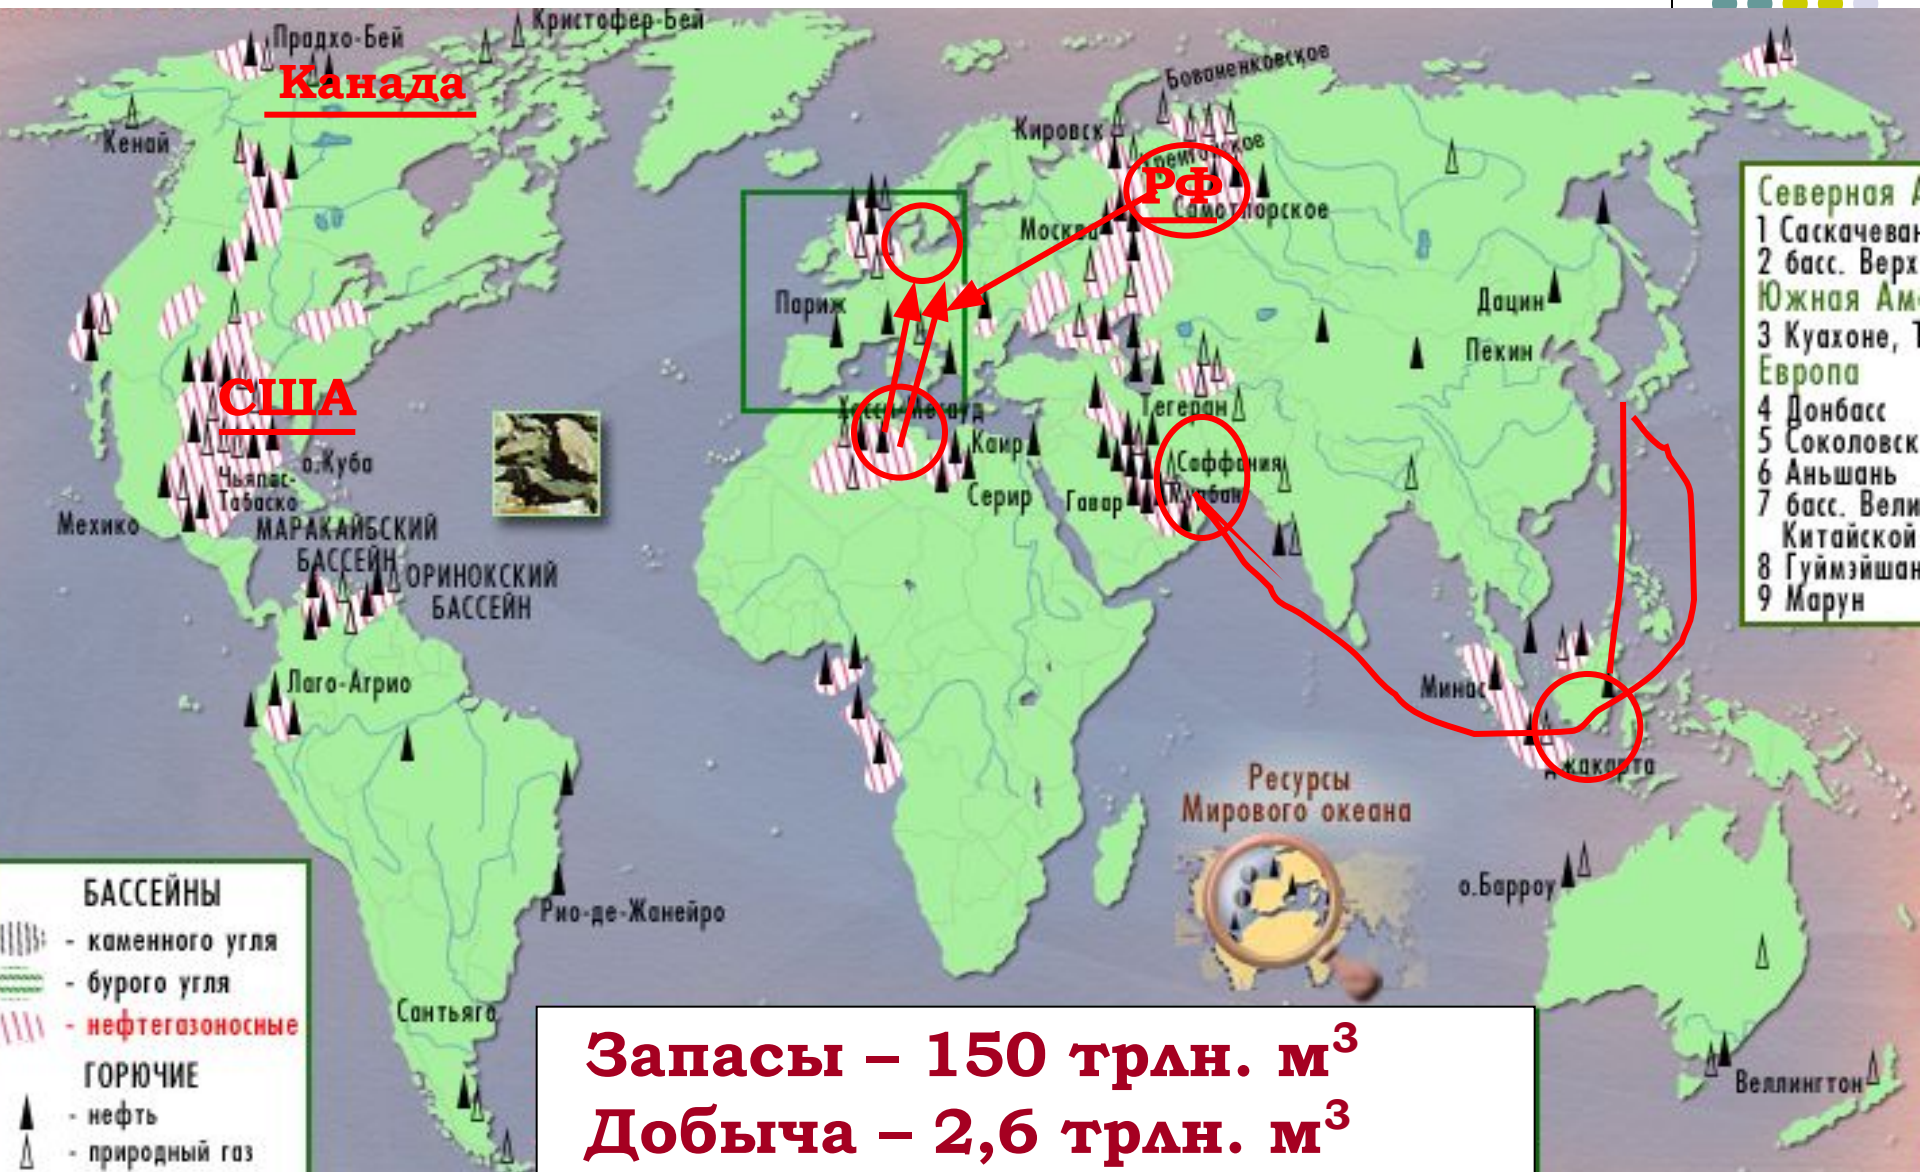 Кристофер-Бей
Прадхо-Бей
Канада
Кенай
Бованенковское
Кировск
РФ
Самотлорское
Москва
Париж
Дацин
Пекин
США
Тегеран
Каир
Саффания
Серир
Гавар
Мурбан
о.Куба
Чьяпас-
Табаско
Мехико
МАРАКАЙБСКИЙ
БАССЕЙН
ОРИНОКСКИЙ
БАССЕЙН
Лаго-Агрио
Минас
Джакарта
Ресурсы
Мирового океана
о.Барроу
Рио-де-Жанейро
Сантьяго
Веллингтон
Северная А
1 Саскачеван
2 басс. Верх
Южная Ам
3 Куахоне, Т
Европа
4 Донбасс
5 Соколовск
6 Аньшань
7 басс. Вели
Китайской
8 Гуймэйшан
9 Марун
БАССЕЙНЫ
- каменного угля
- бурого угля
- нефтегазоносные
ГОРЮЧИЕ
- нефть
- природный газ
Запасы – 150 трлн. м³
Добыча – 2,6 трлн. м³